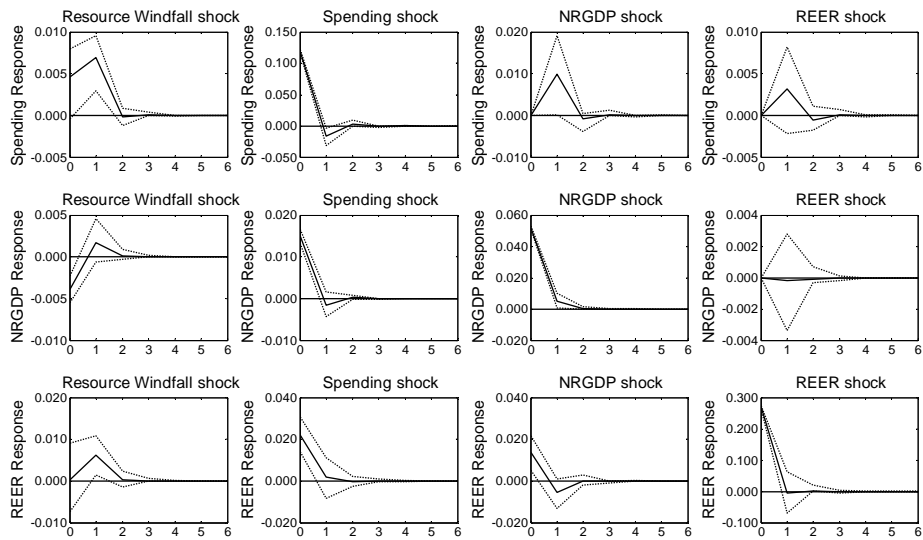 Resource Windfall shock
Spending shock
NRGDP shock
REER shock
Spending Response
0.010
0.005
0.000
-0.005
0 1 2 3 4 5 6
Spending Response
0.150
0.100
0.050
0.000
-0.050
0 1 2 3 4 5 6
Spending Response
0.020
0.010
0.000
-0.010
0 1 2 3 4 5 6
Spending Response
0.010
0.005
0.000
-0.005
0 1 2 3 4 5 6
Resource Windfall shock
Spending shock
NRGDP shock
REER shock
NRGDP Response
0.005
0.000
-0.005
-0.010
0 1 2 3 4 5 6
NRGDP Response
0.020
0.010
0.000
-0.010
0 1 2 3 4 5 6
NRGDP Response
0.060
0.040
0.020
0.000
-0.020
0 1 2 3 4 5 6
NRGDP Response
0.004
0.002
0.000
-0.002
-0.004
0 1 2 3 4 5 6
Resource Windfall shock
Spending shock
NRGDP shock
REER shock
REER Response
0.020
0.010
0.000
-0.010
0 1 2 3 4 5 6
REER Response
0.040
0.020
0.000
-0.020
0 1 2 3 4 5 6
REER Response
0.040
0.020
0.000
-0.020
0 1 2 3 4 5 6
REER Response
0.300
0.200
0.100
0.000
-0.100
0 1 2 3 4 5 6